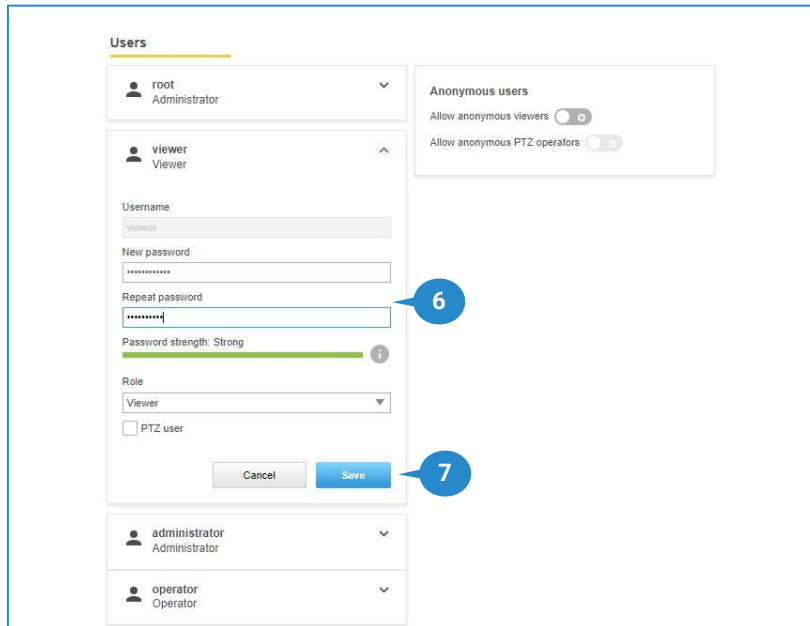 Users
root
Administrator
viewer
Viewer
Username
viewer
New password
••••••••••••
Repeat password
••••••••••
Password strength: Strong
i
Role
Viewer
PTZ user
Cancel
Save
administrator
Administrator
operator
Operator
Anonymous users
Allow anonymous viewers
Allow anonymous PTZ operators
6
7